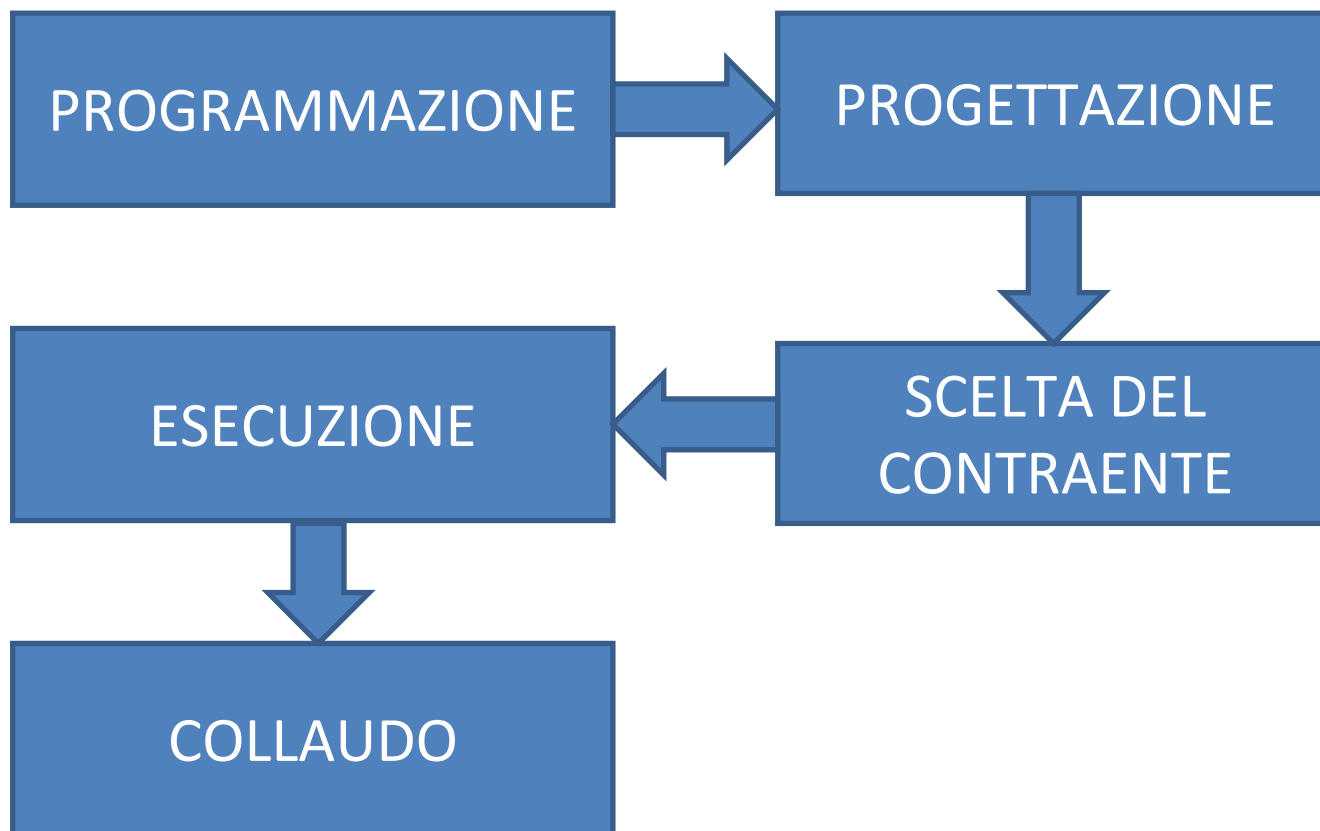 PROGRAMMAZIONE
PROGETTAZIONE
SCELTA DEL
CONTRAENTE
ESECUZIONE
COLLAUDO